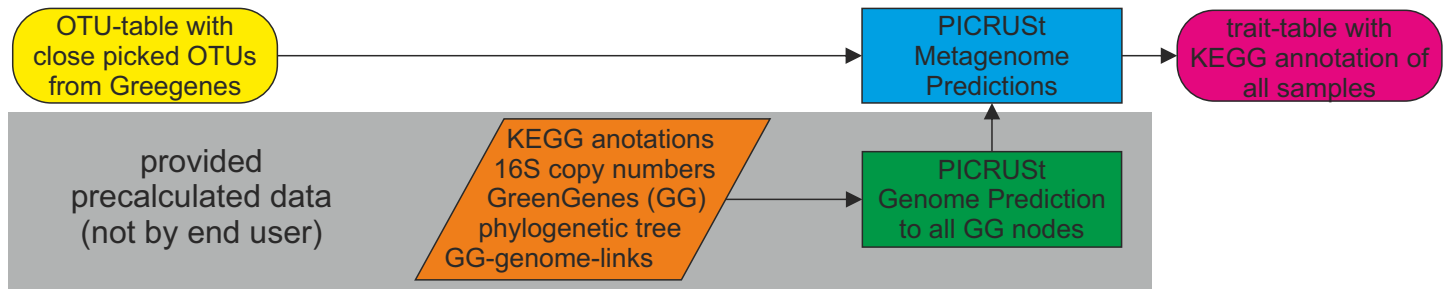 OTU-table with
close picked OTUs
from Greegenes
PICRUSt
Metagenome
Predictions
trait-table with
KEGG annotation of
all samples
provided
precalculated data
(not by end user)
KEGG anotations
16S copy numbers
GreenGenes (GG)
phylogenetic tree
GG-genome-links
PICRUSt
Genome Prediction
to all GG nodes